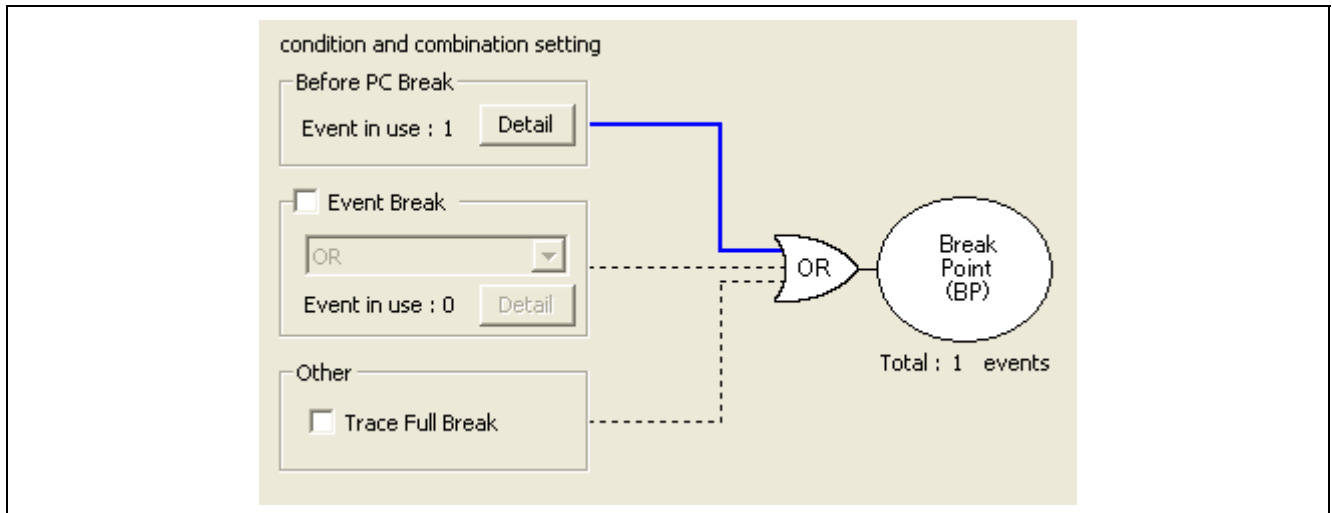 condition and combination setting
Before PC Break
Event in use : 1 Detail
Event Break
OR
Event in use : 0 Detail
Other
Trace Full Break
OR
Break
Point
(BP)
Total : 1 events